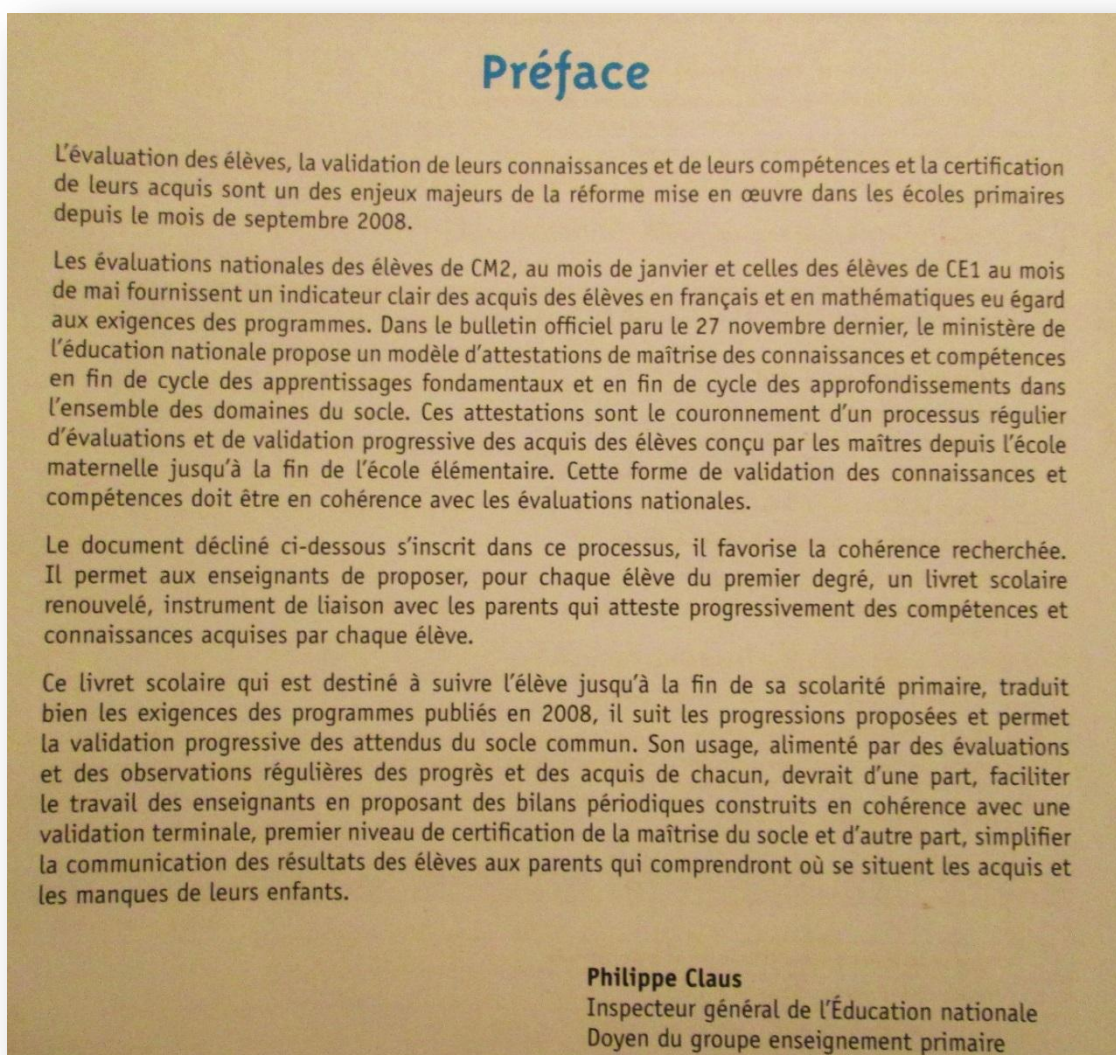 Préface
L'évaluation des élèves, la validation de leurs connaissances et de leurs compétences et la certification
de leurs acquis sont un des enjeux majeurs de la réforme mise en œuvre dans les écoles primaires
depuis le mois de septembre 2008.
Les évaluations nationales des élèves de CM2, au mois de janvier et celles des élèves de CE1 au mois
de mai fournissent un indicateur clair des acquis des élèves en français et en mathématiques eu égard
aux exigences des programmes. Dans le bulletin officiel paru le 27 novembre dernier, le ministère de
l'éducation nationale propose un modèle d'attestations de maîtrise des connaissances et compétences
en fin de cycle des apprentissages fondamentaux et en fin de cycle des approfondissements dans
l'ensemble des domaines du socle. Ces attestations sont le couronnement d'un processus régulier
d'évaluations et de validation progressive des acquis des élèves conçu par les maîtres depuis l'école
maternelle jusqu'à la fin de l'école élémentaire. Cette forme de validation des connaissances et
compétences doit être en cohérence avec les évaluations nationales.
Le document décliné ci-dessous s'inscrit dans ce processus, il favorise la cohérence recherchée.
Il permet aux enseignants de proposer, pour chaque élève du premier degré, un livret scolaire
renouvelé, instrument de liaison avec les parents qui atteste progressivement des compétences et
connaissances acquises par chaque élève.
Ce livret scolaire qui est destiné à suivre l'élève jusqu'à la fin de sa scolarité primaire, traduit
bien les exigences des programmes publiés en 2008, il suit les progressions proposées et permet
la validation progressive des attendus du socle commun. Son usage, alimenté par des évaluations
et des observations régulières des progrès et des acquis de chacun, devrait d'une part, faciliter
le travail des enseignants en proposant des bilans périodiques construits en cohérence avec une
validation terminale, premier niveau de certification de la maîtrise du socle et d'autre part, simplifier
la communication des résultats des élèves aux parents qui comprendront où se situent les acquis et
les manques de leurs enfants.
Philippe Claus
Inspecteur général de l'Éducation nationale
Doyen du groupe enseignement primaire